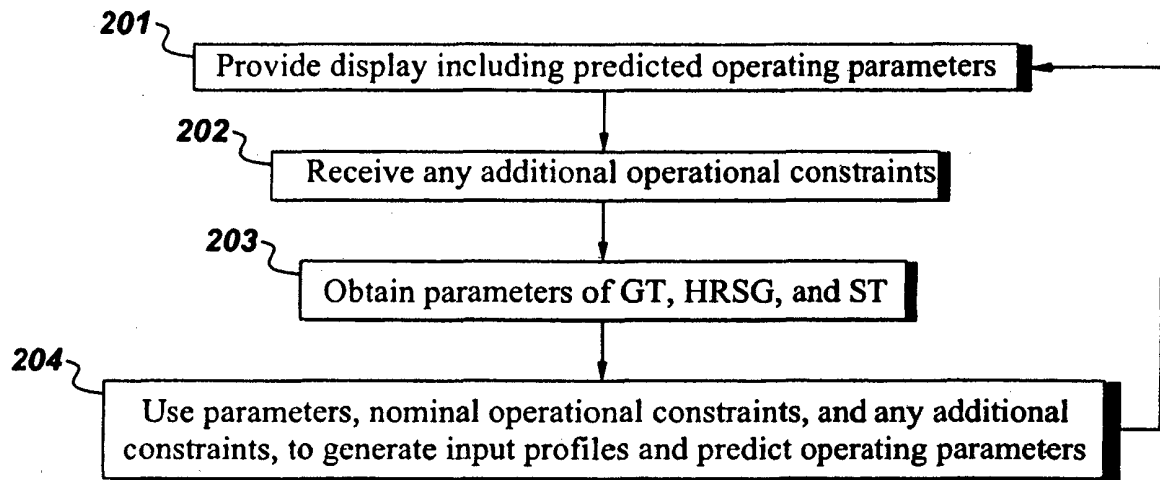 201
Provide display including predicted operating parameters
202
Receive any additional operational constraints
203
Obtain parameters of GT, HRSG, and ST
204
Use parameters, nominal operational constraints, and any additional
constraints, to generate input profiles and predict operating parameters